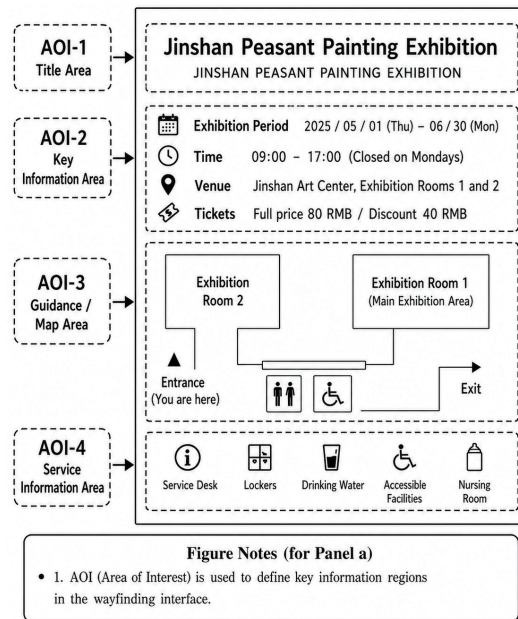 AOI-1
Title Area
Jinshan Peasant Painting Exhibition
JINSHAN PEASANT PAINTING EXHIBITION
AOI-2
Key
Information Area
Exhibition Period 2025 / 05 / 01 (Thu) – 06 / 30 (Mon)
Time 09:00 – 17:00 (Closed on Mondays)
Venue Jinshan Art Center, Exhibition Rooms 1 and 2
Tickets Full price 80 RMB / Discount 40 RMB
AOI-3
Guidance /
Map Area
Exhibition
Room 2
Exhibition Room 1
(Main Exhibition Area)
Entrance
(You are here)
Exit
AOI-4
Service
Information Area
Service Desk
Lockers
Drinking Water
Accessible
Facilities
Nursing
Room
Figure Notes (for Panel a)
• 1. AOI (Area of Interest) is used to define key information regions
in the wayfinding interface.